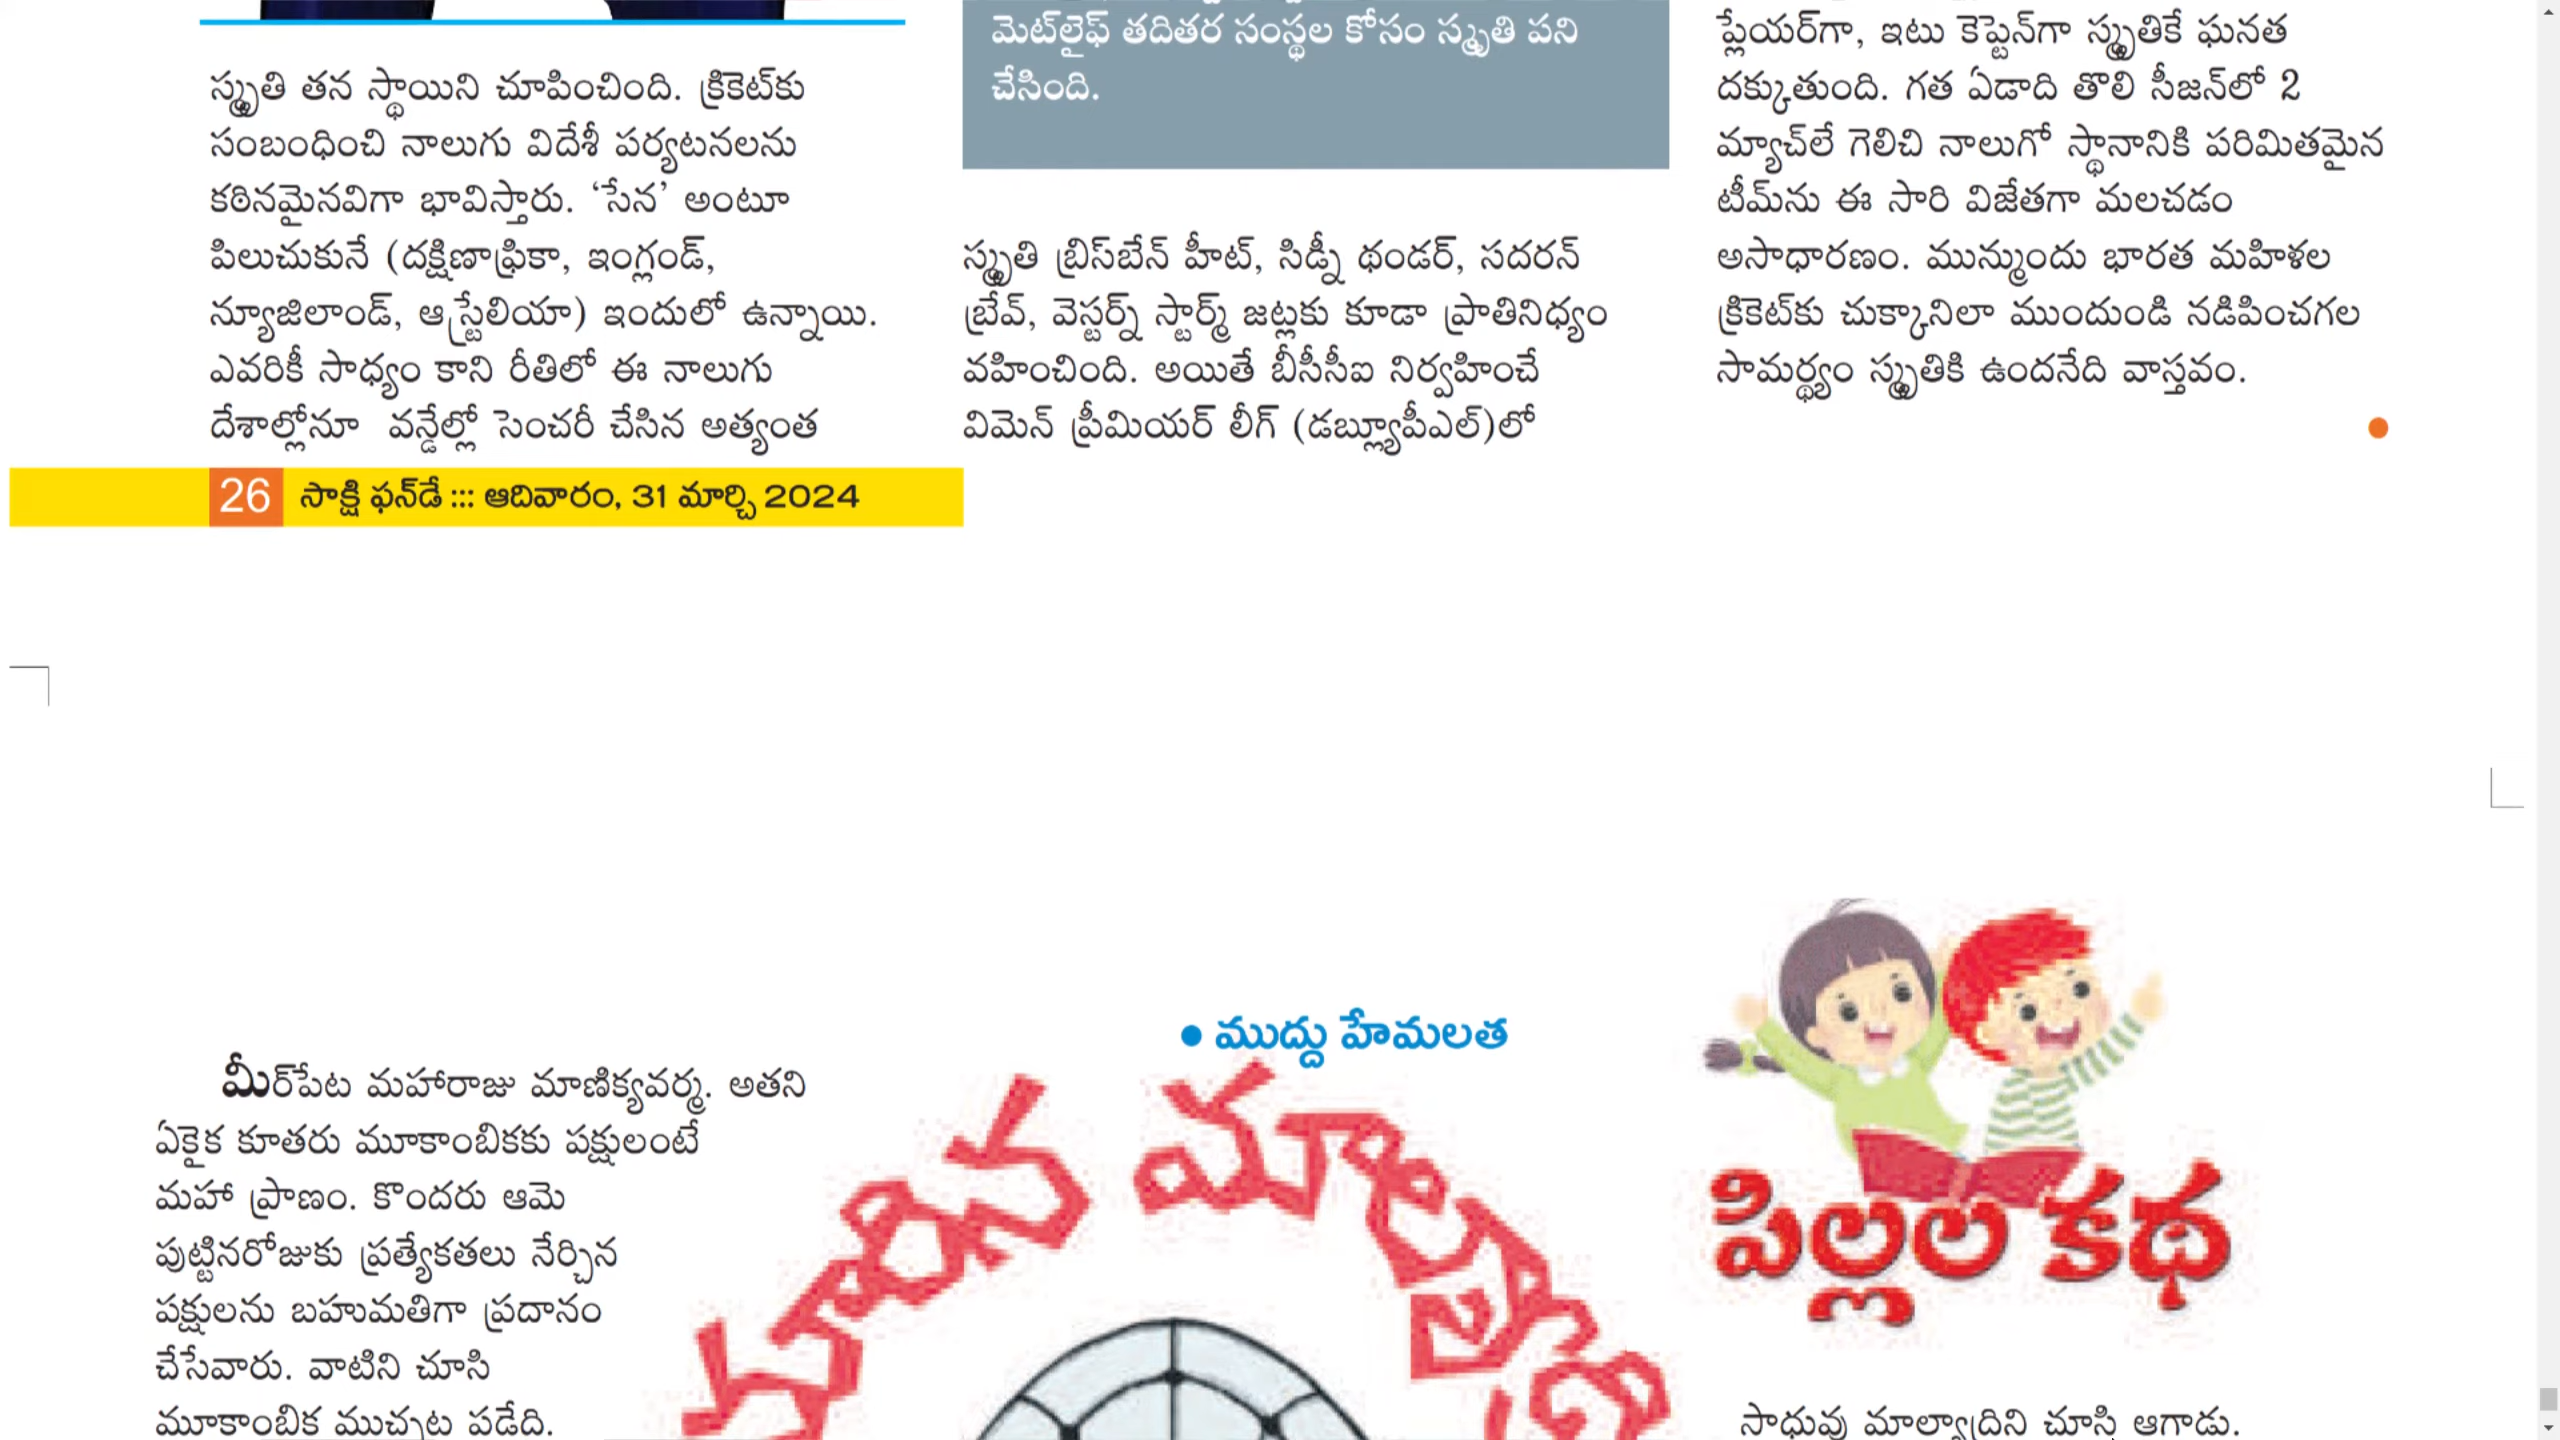 స్మృతి తన స్థాయిని చూపించింది. క్రికెట్‌కు
సంబంధించి నాలుగు విదేశీ పర్యటనలను
కఠినమైనవిగా భావిస్తారు. ‘సేన’ అంటూ
పిలుచుకునే (దక్షిణాఫ్రికా, ఇంగ్లండ్,
న్యూజిలాండ్, ఆస్ట్రేలియా) ఇందులో ఉన్నాయి.
ఎవరికీ సాధ్యం కాని రీతిలో ఈ నాలుగు
దేశాల్లోనూ వన్డేల్లో సెంచరీ చేసిన అత్యంత
మెట్‌లైఫ్ తదితర సంస్థల కోసం స్మృతి పని
చేసింది.
స్మృతి బ్రిస్‌బేన్ హీట్, సిడ్నీ థండర్, సదరన్
బ్రేవ్, వెస్టర్న్ స్టార్మ్ జట్లకు కూడా ప్రాతినిధ్యం
వహించింది. అయితే బీసీసీఐ నిర్వహించే
విమెన్ ప్రీమియర్ లీగ్ (డబ్ల్యూపీఎల్)లో
ప్లేయర్‌గా, ఇటు కెప్టెన్‌గా స్మృతికే ఘనత
దక్కుతుంది. గత ఏడాది తొలి సీజన్‌లో 2
మ్యాచ్‌లే గెలిచి నాలుగో స్థానానికి పరిమితమైన
టీమ్‌ను ఈ సారి విజేతగా మలచడం
అసాధారణం. మున్ముందు భారత మహిళల
క్రికెట్‌కు చుక్కానిలా ముందుండి నడిపించగల
సామర్థ్యం స్మృతికి ఉందనేది వాస్తవం.
26 సాక్షి ఫన్‌డే ::: ఆదివారం, 31 మార్చి 2024
మీర్‌పేట మహారాజు మాణిక్యవర్మ. అతని
ఏకైక కూతరు మూకాంబికకు పక్షులంటే
మహా ప్రాణం. కొందరు ఆమె
పుట్టినరోజుకు ప్రత్యేకతలు నేర్చిన
పక్షులను బహుమతిగా ప్రదానం
చేసేవారు. వాటిని చూసి
మూకాంబిక ముచ్చట పడేది.
• ముద్దు హేమలత
మారిన మాల్యాద్రి
పిల్లల కథ
సాధువు మాల్యాద్రిని చూసి ఆగాడు.